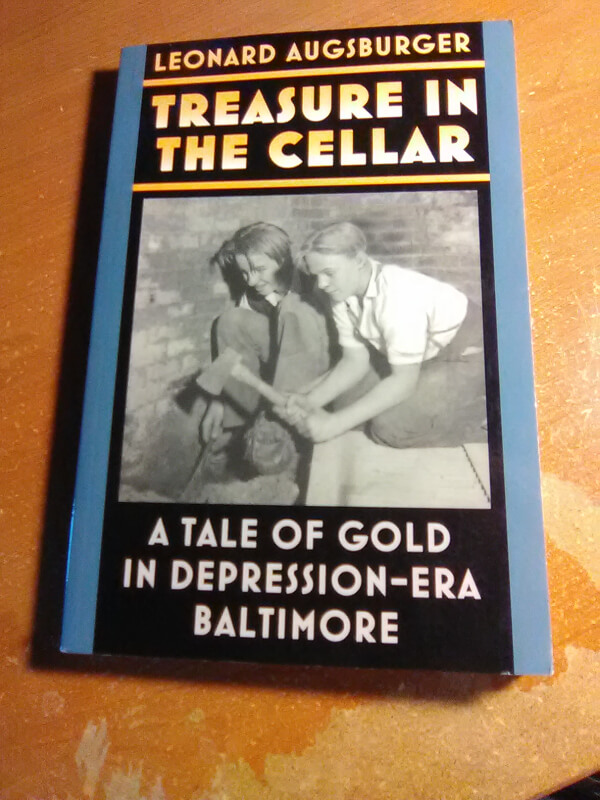 LEONARD AUGSBURGER
TREASURE IN
THE CELLAR
A TALE OF GOLD
IN DEPRESSION-ERA
BALTIMORE